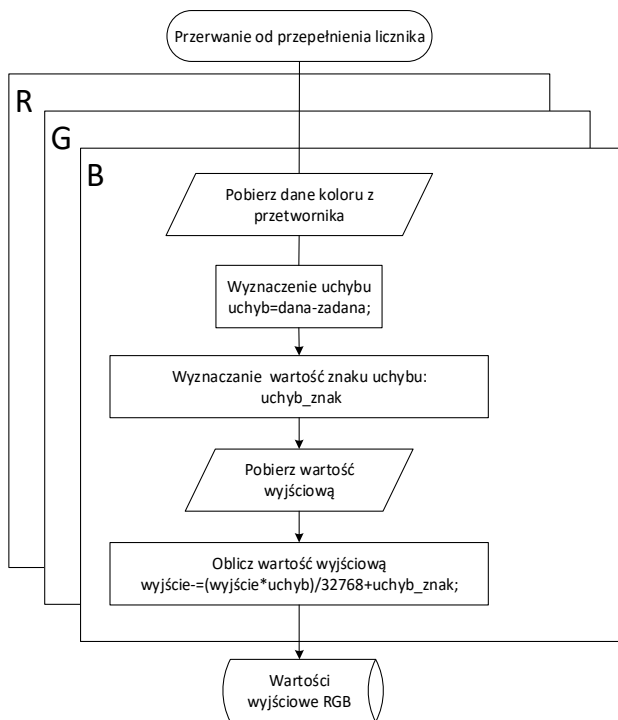 Przerwanie od przepełnienia licznika
R
G
B
Pobierz dane koloru z
przetwornika
Wyznaczenie uchybu
uchyb=dana-zadana;
Wyznaczanie wartość znaku uchybu:
uchyb_znak
Pobierz wartość
wyjściową
Oblicz wartość wyjściową
wyjście-=(wyjście*uchyb)/32768+uchyb_znak;
Wartości
wyjściowe RGB